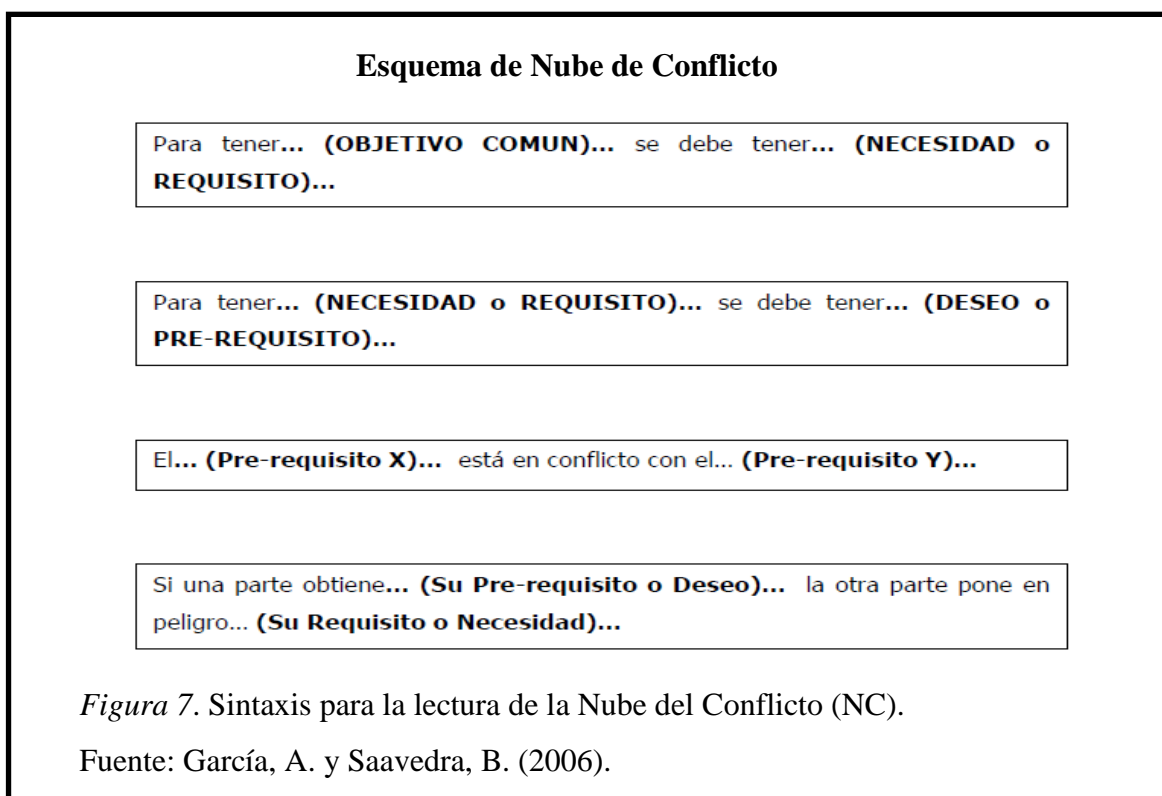 Esquema de Nube de Conflicto
Para tener... (OBJETIVO COMUN)... se debe tener... (NECESIDAD o
REQUISITO)...
Para tener... (NECESIDAD o REQUISITO)... se debe tener... (DESEO o
PRE-REQUISITO)...
El... (Pre-requisito X)... está en conflicto con el... (Pre-requisito Y)...
Si una parte obtiene... (Su Pre-requisito o Deseo)... la otra parte pone en
peligro... (Su Requisito o Necesidad)...
Figura 7. Sintaxis para la lectura de la Nube del Conflicto (NC).
Fuente: García, A. y Saavedra, B. (2006).